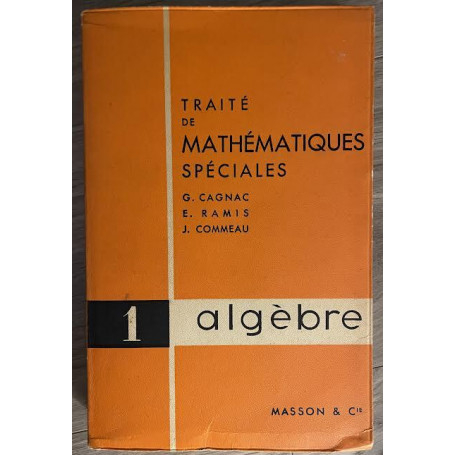 TRAITÉ
DE
MATHÉMATIQUES
SPÉCIALES
G. CAGNAC
E. RAMIS
J. COMMEAU
1 algèbre
MASSON & Cie